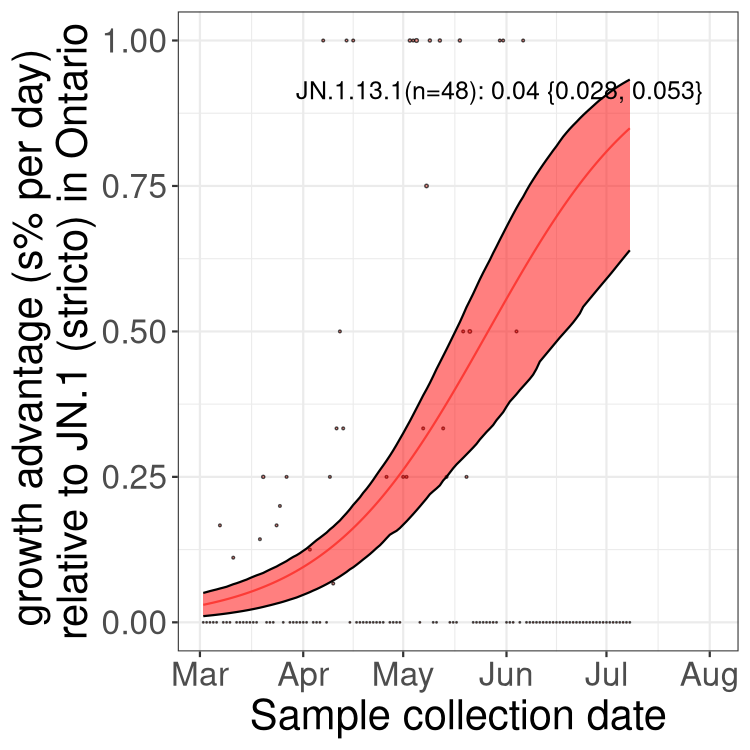 growth advantage (s% per day)
relative to JN.1 (stricto) in Ontario
1.00
0.75
0.50
0.25
0.00
JN.1.13.1(n=48): 0.04 {0.028, 0.053}
Mar Apr May Jun Jul Aug
Sample collection date